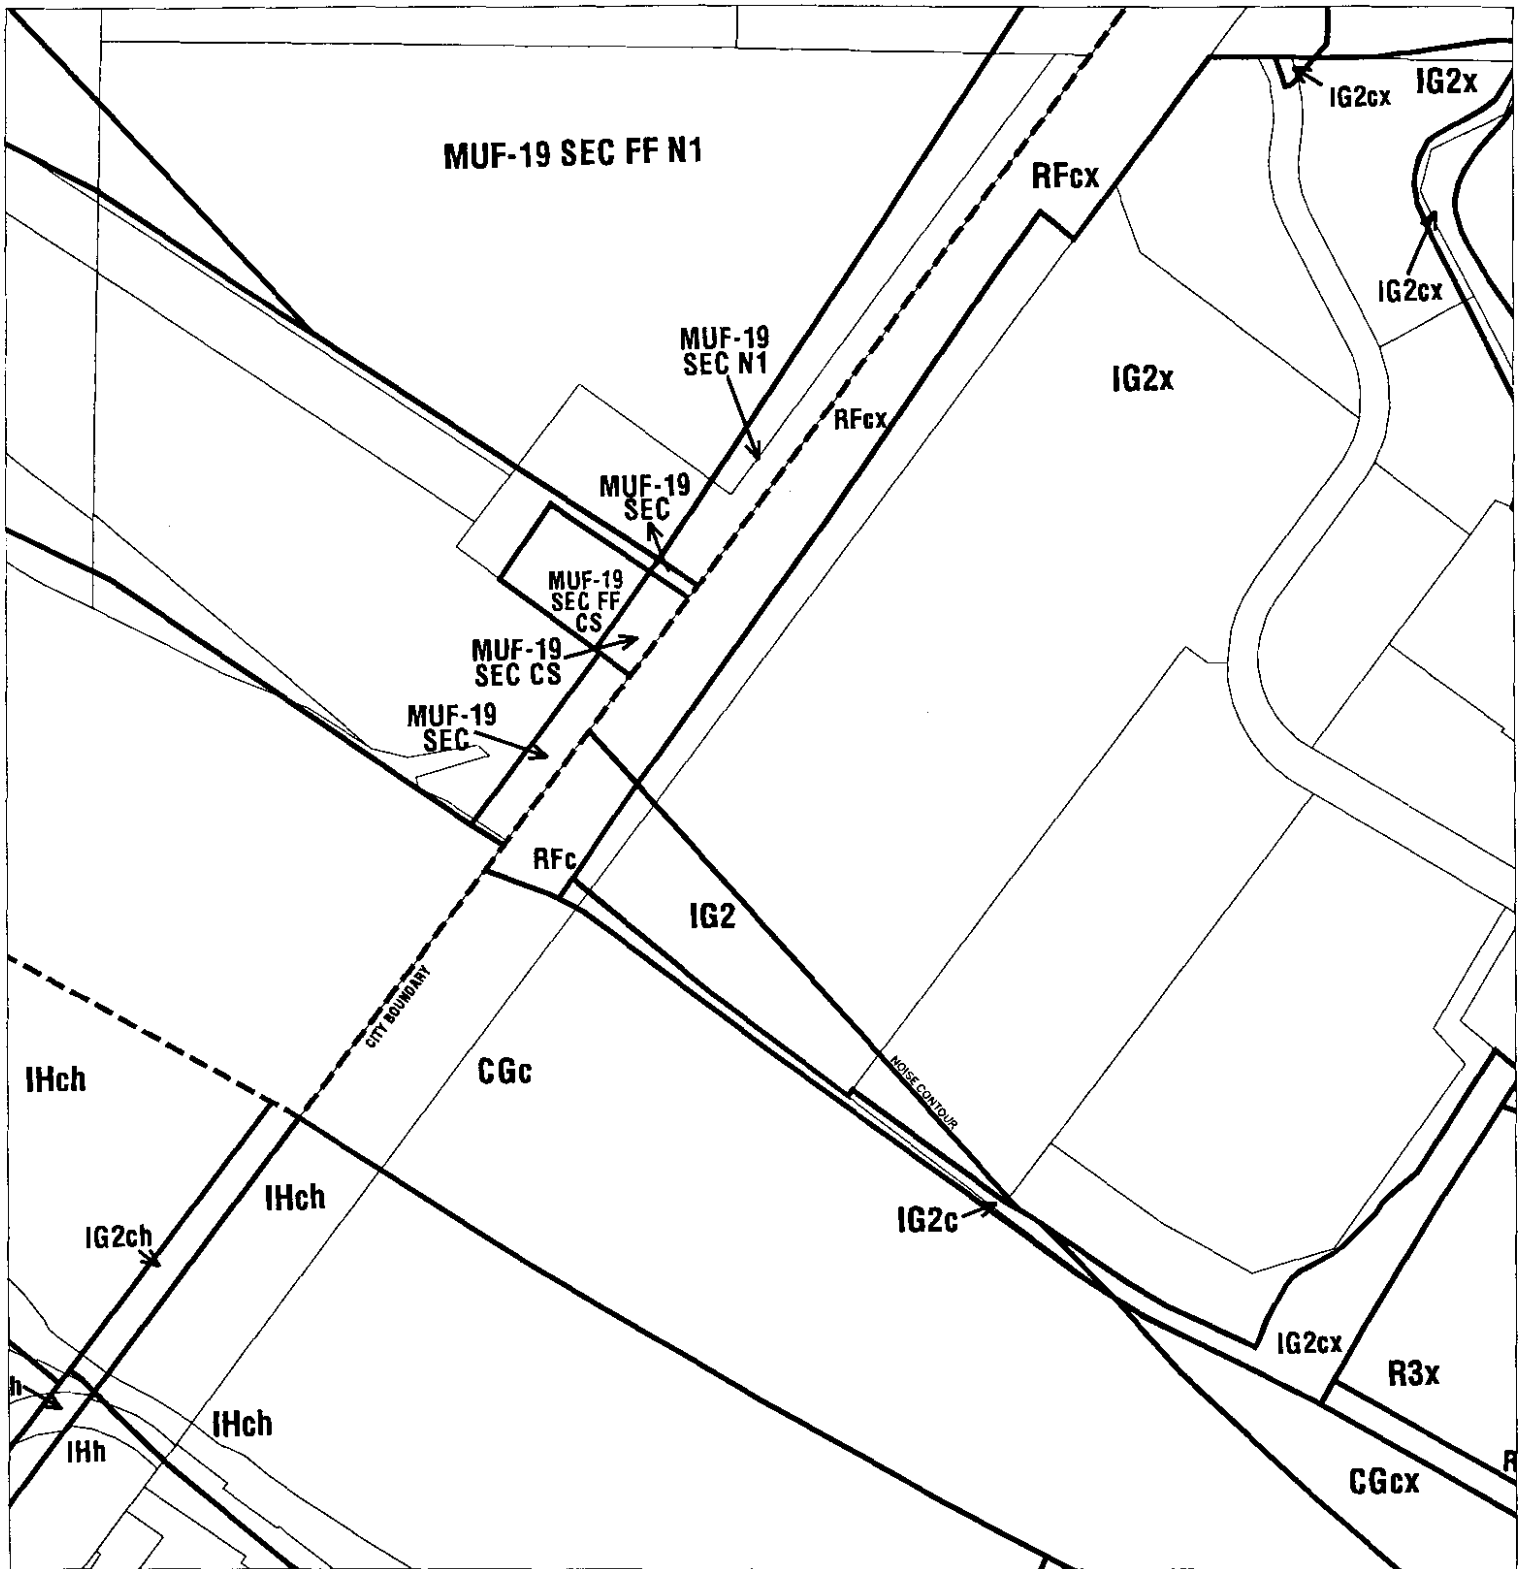 IG2x
IG2cx
MUF-19 SEC FF N1
RFcx
IG2cx
MUF-19
SEC N1
IG2x
RFcx
MUF-19
SEC
MUF-19
SEC FF
CS
MUF-19
SEC CS
MUF-19
SEC
RFc
IG2
CITY BOUNDARY
CGc
IHch
NOISE CONTOUR
IHch
IG2c
IG2ch
IG2cx
R3x
h
IHch
IHh
R
CGcx